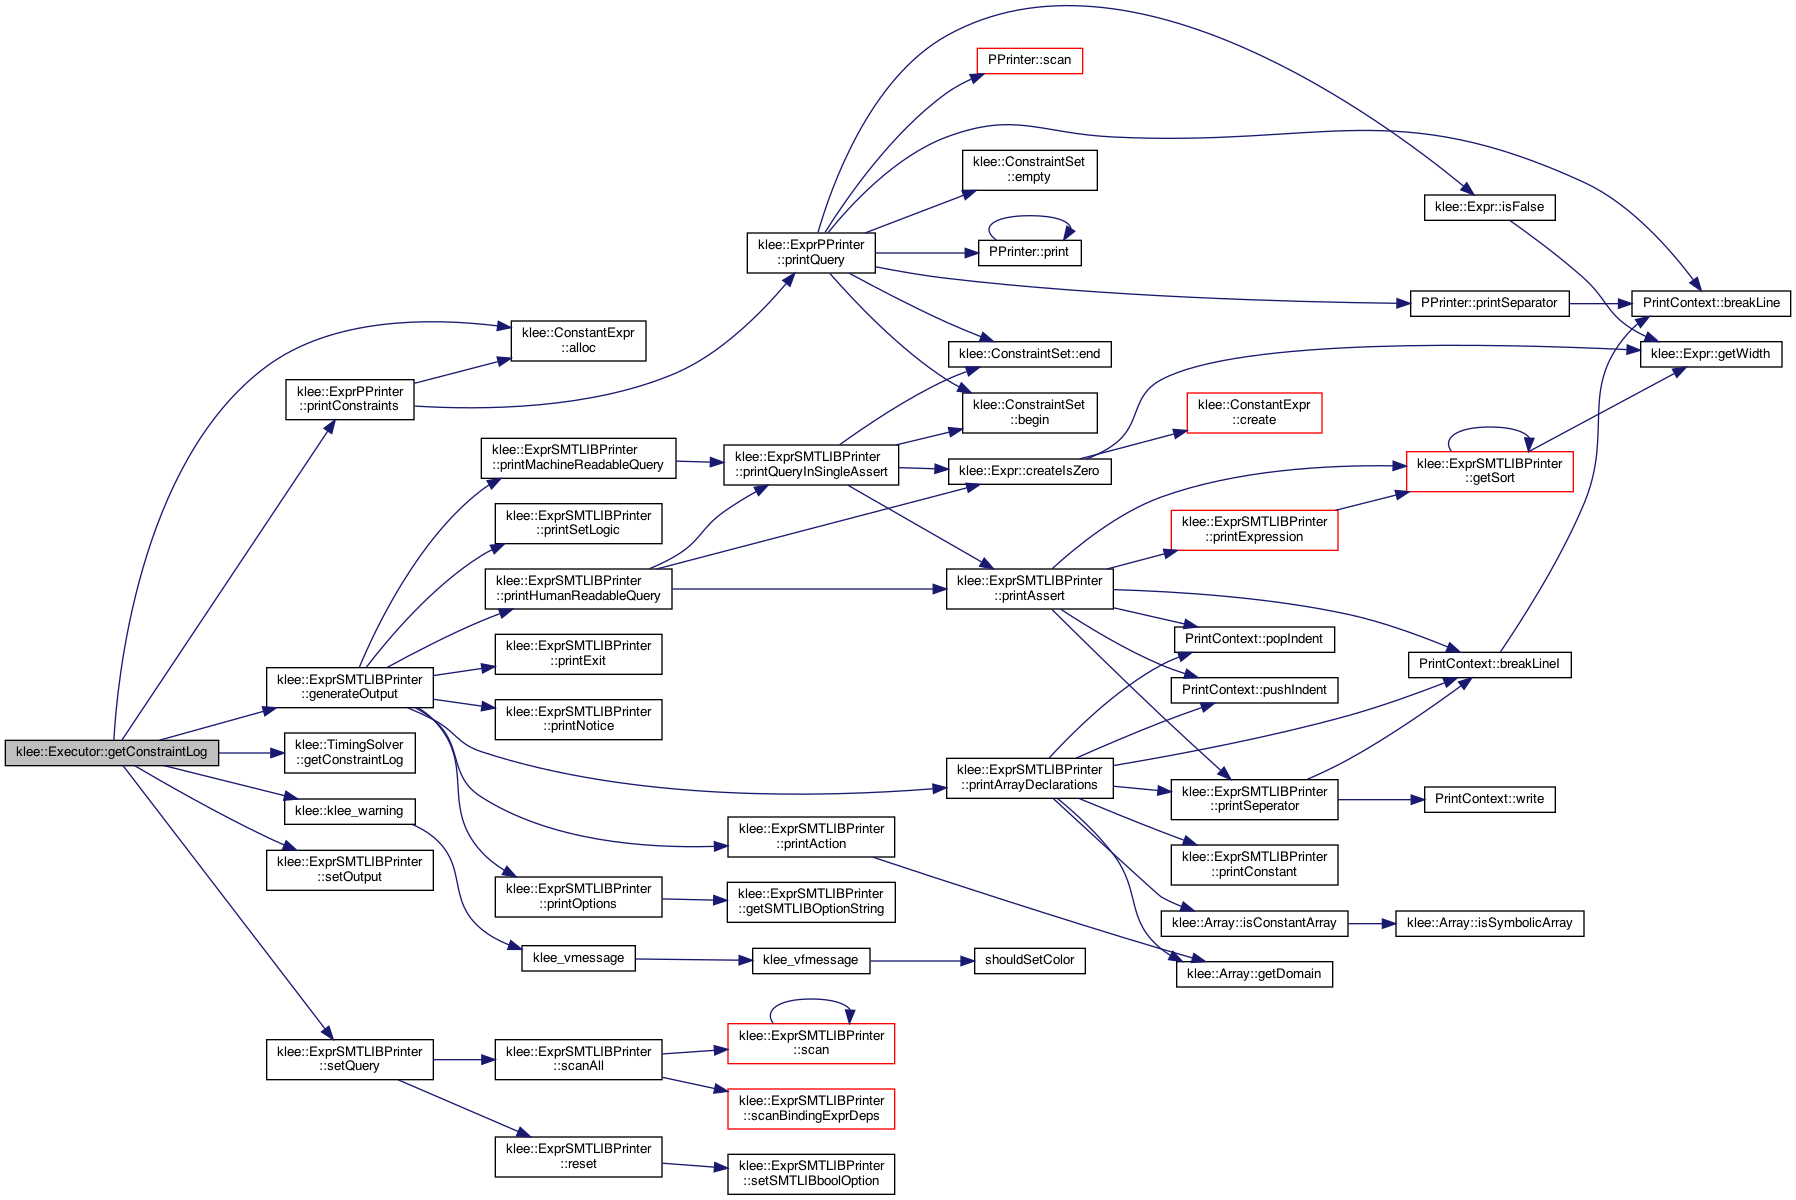 klee::Executor::getConstraintLog
klee::ConstantExpr
::alloc
klee::ExprPPrinter
::printConstraints
klee::ExprSMTLIBPrinter
::generateOutput
klee::TimingSolver
::getConstraintLog
klee::klee_warning
klee::ExprSMTLIBPrinter
::setOutput
klee::ExprSMTLIBPrinter
::setQuery
klee::ExprSMTLIBPrinter
::printMachineReadableQuery
klee::ExprSMTLIBPrinter
::printSetLogic
klee::ExprSMTLIBPrinter
::printHumanReadableQuery
klee::ExprSMTLIBPrinter
::printExit
klee::ExprSMTLIBPrinter
::printNotice
klee::ExprSMTLIBPrinter
::printOptions
klee_vmessage
klee::ExprSMTLIBPrinter
::scanAll
klee::ExprSMTLIBPrinter
::reset
klee::ExprPPrinter
::printQuery
klee::ExprSMTLIBPrinter
::printQueryInSingleAssert
klee::ExprSMTLIBPrinter
::printAction
klee::ExprSMTLIBPrinter
::getSMTLIBOptionString
klee_vfmessage
klee::ExprSMTLIBPrinter
::scan
klee::ExprSMTLIBPrinter
::scanBindingExprDeps
klee::ExprSMTLIBPrinter
::setSMTLIBboolOption
PPrinter::scan
klee::ConstraintSet
::empty
PPrinter::print
klee::ConstraintSet::end
klee::ConstraintSet
::begin
klee::Expr::createIsZero
klee::ExprSMTLIBPrinter
::printAssert
klee::ExprSMTLIBPrinter
::printArrayDeclarations
shouldSetColor
klee::ConstantExpr
::create
klee::ExprSMTLIBPrinter
::printExpression
PrintContext::popIndent
PrintContext::pushIndent
klee::ExprSMTLIBPrinter
::printSeperator
klee::ExprSMTLIBPrinter
::printConstant
klee::Array::isConstantArray
klee::Array::getDomain
klee::Expr::isFalse
PPrinter::printSeparator
klee::ExprSMTLIBPrinter
::getSort
PrintContext::breakLineI
PrintContext::write
klee::Array::isSymbolicArray
PrintContext::breakLine
klee::Expr::getWidth